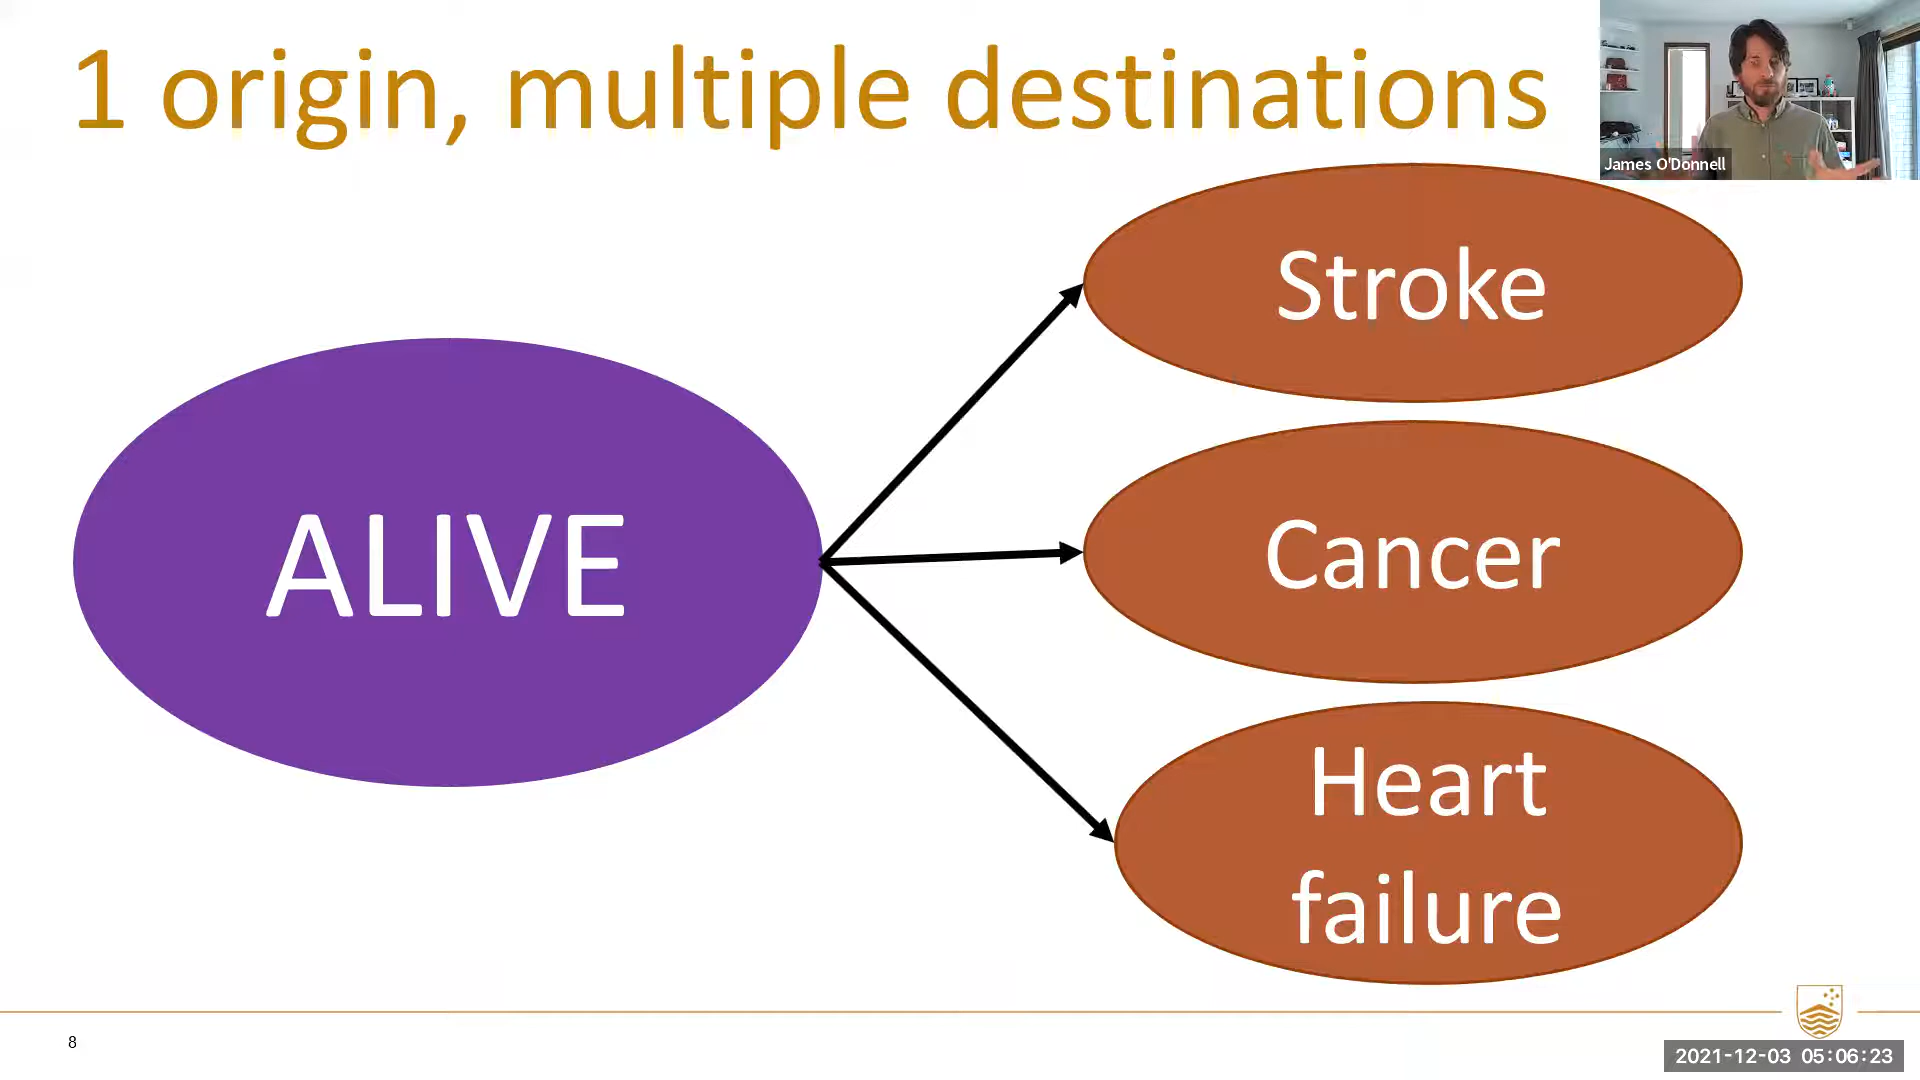 1 origin, multiple destinations
James O'Donnell
ALIVE
Stroke
Cancer
Heart
failure
8
2021-12-03 05:06:23